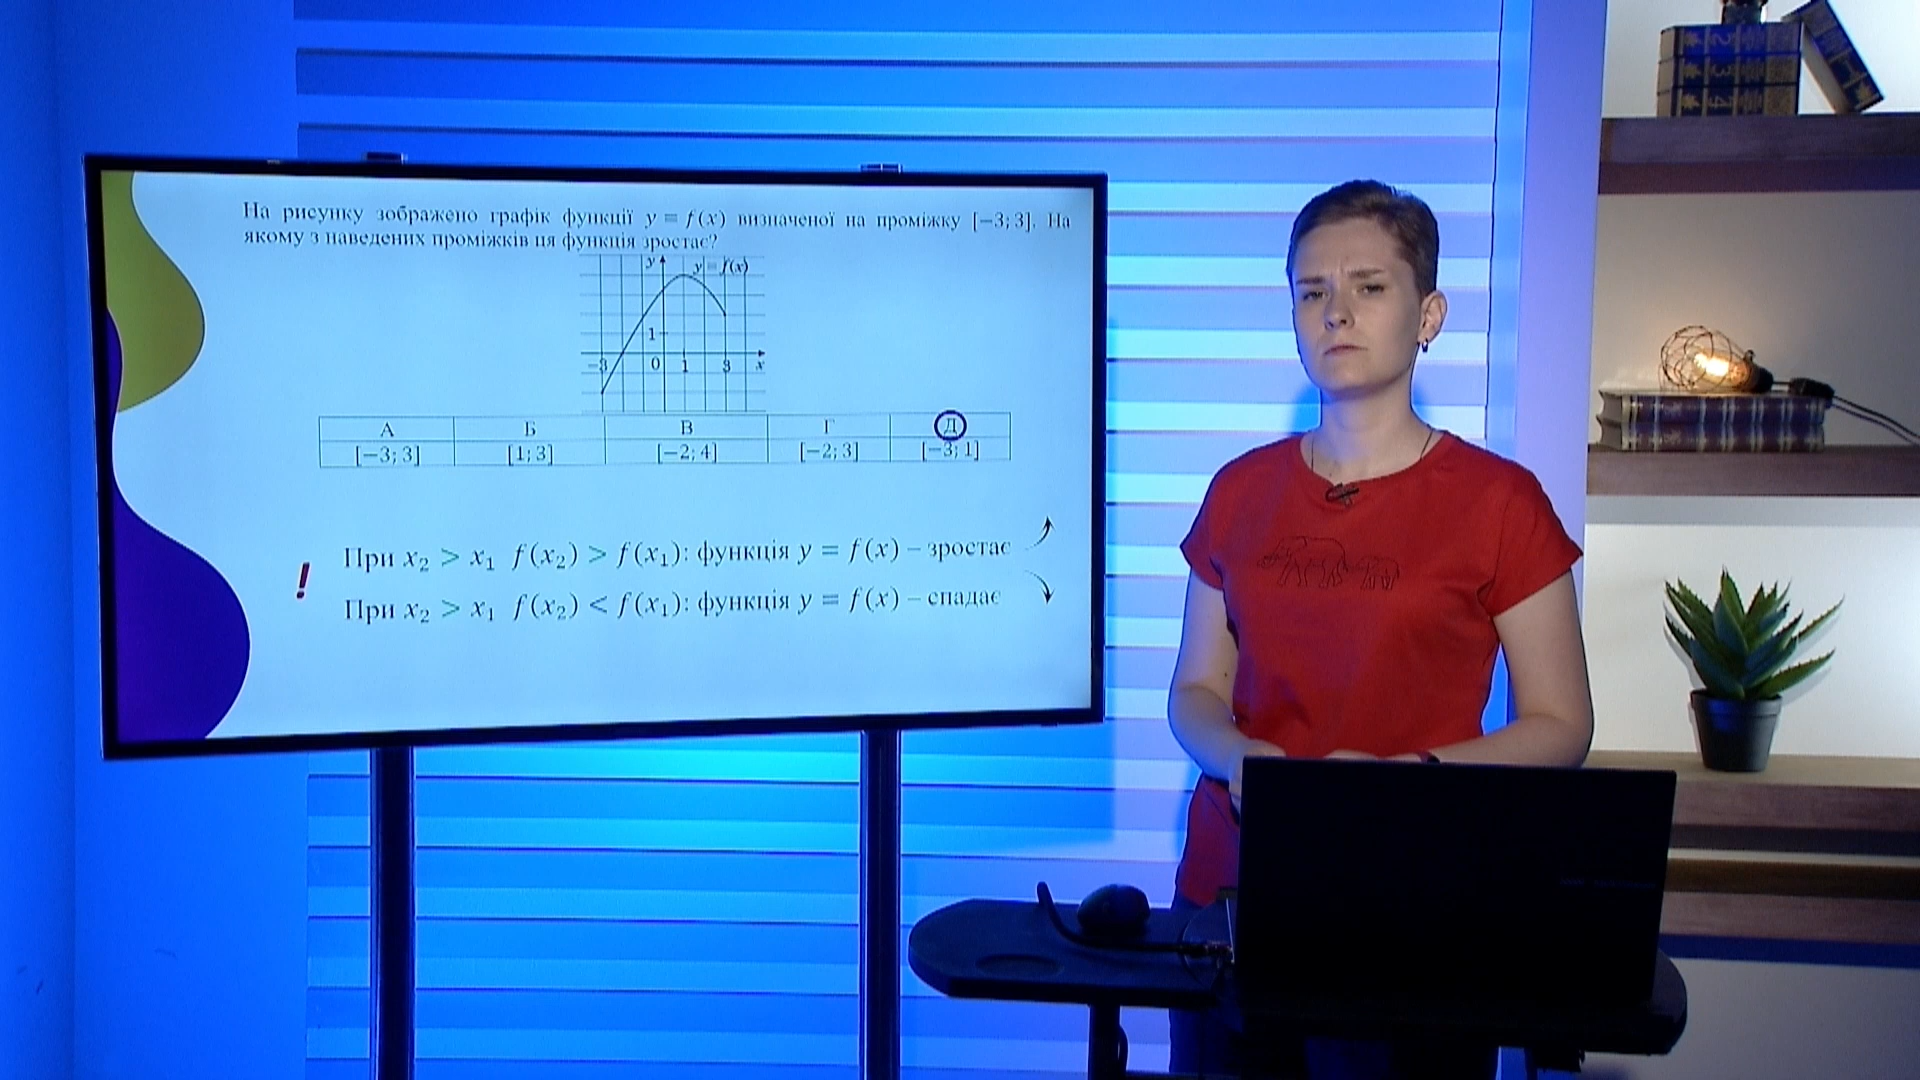 На рисунку зображено графік функції y = f(x) визначеної на проміжку [−3; 3]. На
якому з наведених проміжків ця функція зростає?
y y = f(x)
1
−3 0 1 3 x
А Б В Г Д
[−3; 3] [1; 3] [−2; 4] [−2; 3] [−3; 1]
При x₂ > x₁ f(x₂) > f(x₁): функція y = f(x) – зростає
!
При x₂ > x₁ f(x₂) < f(x₁): функція y = f(x) – спадає